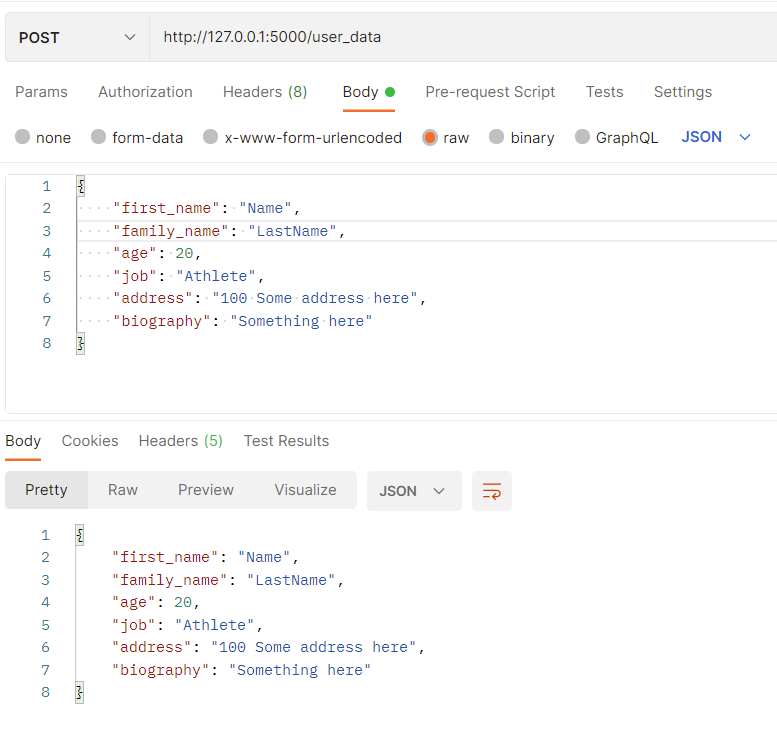 POST http://127.0.0.1:5000/user_data
Params Authorization Headers (8) Body Pre-request Script Tests Settings
none form-data x-www-form-urlencoded raw binary GraphQL JSON
1 {
2 "first_name": "Name",
3 "family_name": "LastName",
4 "age": 20,
5 "job": "Athlete",
6 "address": "100 Some address here",
7 "biography": "Something here"
8 }
Body Cookies Headers (5) Test Results
Pretty Raw Preview Visualize JSON
1 {
2 "first_name": "Name",
3 "family_name": "LastName",
4 "age": 20,
5 "job": "Athlete",
6 "address": "100 Some address here",
7 "biography": "Something here"
8 }